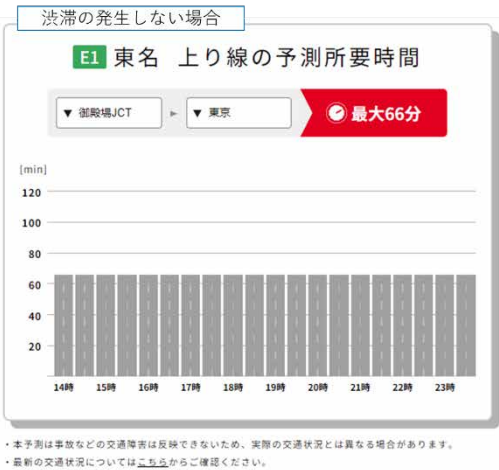 渋滞の発生しない場合
E1 東名 上り線の予測所要時間
▼ 御殿場JCT ▶ ▼ 東京 最大66分
[min]
120
100
80
60
40
20
14時 15時 16時 17時 18時 19時 20時 21時 22時 23時
・本予測は事故などの交通障害は反映できないため、実際の交通状況とは異なる場合があります。
・最新の交通状況についてはこちらからご確認ください。